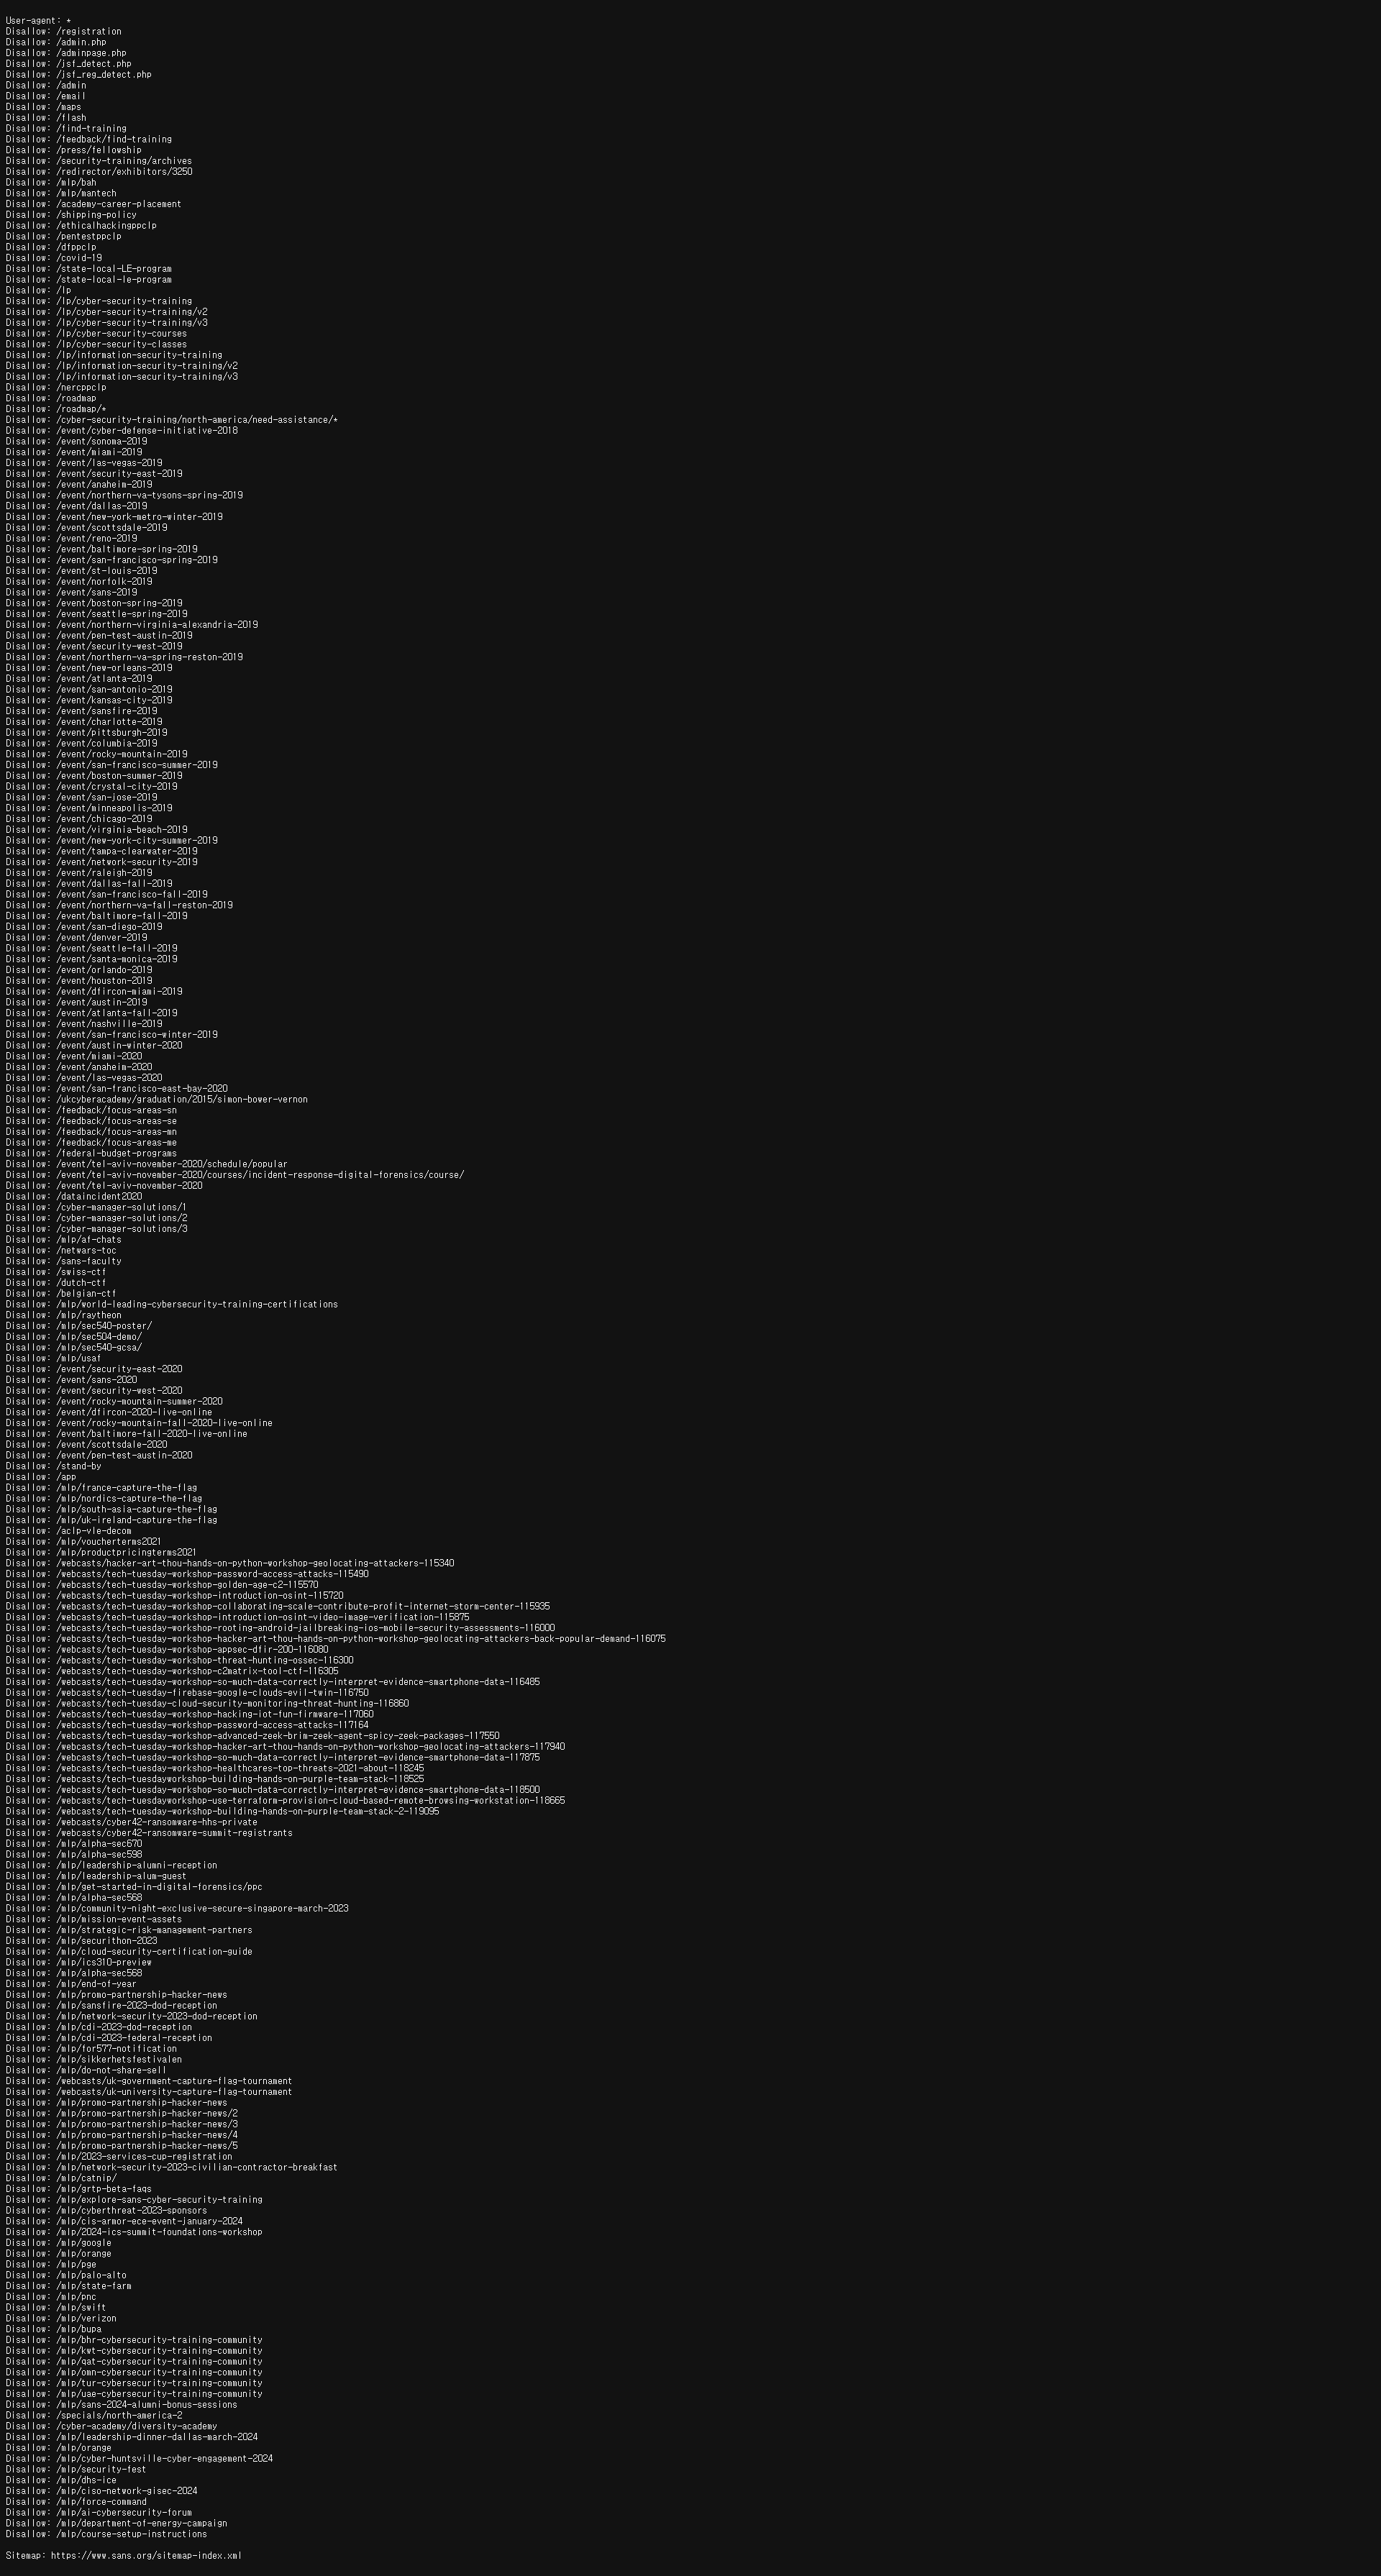 User-agent: *
Disallow: /registration
Disallow: /admin.php
Disallow: /adminpage.php
Disallow: /jsf_detect.php
Disallow: /jsf_reg_detect.php
Disallow: /admin
Disallow: /email
Disallow: /maps
Disallow: /flash
Disallow: /find-training
Disallow: /feedback/find-training
Disallow: /press/fellowship
Disallow: /security-training/archives
Disallow: /redirector/exhibitors/3250
Disallow: /mlp/bah
Disallow: /mlp/mantech
Disallow: /academy-career-placement
Disallow: /shipping-policy
Disallow: /ethicalhackingppclp
Disallow: /pentestppclp
Disallow: /dfppclp
Disallow: /covid-19
Disallow: /state-local-LE-program
Disallow: /state-local-le-program
Disallow: /lp
Disallow: /lp/cyber-security-training
Disallow: /lp/cyber-security-training/v2
Disallow: /lp/cyber-security-training/v3
Disallow: /lp/cyber-security-courses
Disallow: /lp/cyber-security-classes
Disallow: /lp/information-security-training
Disallow: /lp/information-security-training/v2
Disallow: /lp/information-security-training/v3
Disallow: /nercppclp
Disallow: /roadmap
Disallow: /roadmap/*
Disallow: /cyber-security-training/north-america/need-assistance/*
Disallow: /event/cyber-defense-initiative-2018
Disallow: /event/sonoma-2019
Disallow: /event/miami-2019
Disallow: /event/las-vegas-2019
Disallow: /event/security-east-2019
Disallow: /event/anaheim-2019
Disallow: /event/northern-va-tysons-spring-2019
Disallow: /event/dallas-2019
Disallow: /event/new-york-metro-winter-2019
Disallow: /event/scottsdale-2019
Disallow: /event/reno-2019
Disallow: /event/baltimore-spring-2019
Disallow: /event/san-francisco-spring-2019
Disallow: /event/st-louis-2019
Disallow: /event/norfolk-2019
Disallow: /event/sans-2019
Disallow: /event/boston-spring-2019
Disallow: /event/seattle-spring-2019
Disallow: /event/northern-virginia-alexandria-2019
Disallow: /event/pen-test-austin-2019
Disallow: /event/security-west-2019
Disallow: /event/northern-va-spring-reston-2019
Disallow: /event/new-orleans-2019
Disallow: /event/atlanta-2019
Disallow: /event/san-antonio-2019
Disallow: /event/kansas-city-2019
Disallow: /event/sansfire-2019
Disallow: /event/charlotte-2019
Disallow: /event/pittsburgh-2019
Disallow: /event/columbia-2019
Disallow: /event/rocky-mountain-2019
Disallow: /event/san-francisco-summer-2019
Disallow: /event/boston-summer-2019
Disallow: /event/crystal-city-2019
Disallow: /event/san-jose-2019
Disallow: /event/minneapolis-2019
Disallow: /event/chicago-2019
Disallow: /event/virginia-beach-2019
Disallow: /event/new-york-city-summer-2019
Disallow: /event/tampa-clearwater-2019
Disallow: /event/network-security-2019
Disallow: /event/raleigh-2019
Disallow: /event/dallas-fall-2019
Disallow: /event/san-francisco-fall-2019
Disallow: /event/northern-va-fall-reston-2019
Disallow: /event/baltimore-fall-2019
Disallow: /event/san-diego-2019
Disallow: /event/denver-2019
Disallow: /event/seattle-fall-2019
Disallow: /event/santa-monica-2019
Disallow: /event/orlando-2019
Disallow: /event/houston-2019
Disallow: /event/dfircon-miami-2019
Disallow: /event/austin-2019
Disallow: /event/atlanta-fall-2019
Disallow: /event/nashville-2019
Disallow: /event/san-francisco-winter-2019
Disallow: /event/austin-winter-2020
Disallow: /event/miami-2020
Disallow: /event/anaheim-2020
Disallow: /event/las-vegas-2020
Disallow: /event/san-francisco-east-bay-2020
Disallow: /ukcyberacademy/graduation/2015/simon-bower-vernon
Disallow: /feedback/focus-areas-sn
Disallow: /feedback/focus-areas-se
Disallow: /feedback/focus-areas-mn
Disallow: /feedback/focus-areas-me
Disallow: /federal-budget-programs
Disallow: /event/tel-aviv-november-2020/schedule/popular
Disallow: /event/tel-aviv-november-2020/courses/incident-response-digital-forensics/course/
Disallow: /event/tel-aviv-november-2020
Disallow: /dataincident2020
Disallow: /cyber-manager-solutions/1
Disallow: /cyber-manager-solutions/2
Disallow: /cyber-manager-solutions/3
Disallow: /mlp/af-chats
Disallow: /netwars-toc
Disallow: /sans-faculty
Disallow: /swiss-ctf
Disallow: /dutch-ctf
Disallow: /belgian-ctf
Disallow: /mlp/world-leading-cybersecurity-training-certifications
Disallow: /mlp/raytheon
Disallow: /mlp/sec540-poster/
Disallow: /mlp/sec504-demo/
Disallow: /mlp/sec540-gcsa/
Disallow: /mlp/usaf
Disallow: /event/security-east-2020
Disallow: /event/sans-2020
Disallow: /event/security-west-2020
Disallow: /event/rocky-mountain-summer-2020
Disallow: /event/dfircon-2020-live-online
Disallow: /event/rocky-mountain-fall-2020-live-online
Disallow: /event/baltimore-fall-2020-live-online
Disallow: /event/scottsdale-2020
Disallow: /event/pen-test-austin-2020
Disallow: /stand-by
Disallow: /app
Disallow: /mlp/france-capture-the-flag
Disallow: /mlp/nordics-capture-the-flag
Disallow: /mlp/south-asia-capture-the-flag
Disallow: /mlp/uk-ireland-capture-the-flag
Disallow: /aclp-vle-decom
Disallow: /mlp/voucherterms2021
Disallow: /mlp/productpricingterms2021
Disallow: /webcasts/hacker-art-thou-hands-on-python-workshop-geolocating-attackers-115340
Disallow: /webcasts/tech-tuesday-workshop-password-access-attacks-115490
Disallow: /webcasts/tech-tuesday-workshop-golden-age-c2-115570
Disallow: /webcasts/tech-tuesday-workshop-introduction-osint-115720
Disallow: /webcasts/tech-tuesday-workshop-collaborating-scale-contribute-profit-internet-storm-center-115935
Disallow: /webcasts/tech-tuesday-workshop-introduction-osint-video-image-verification-115875
Disallow: /webcasts/tech-tuesday-workshop-rooting-android-jailbreaking-ios-mobile-security-assessments-116000
Disallow: /webcasts/tech-tuesday-workshop-hacker-art-thou-hands-on-python-workshop-geolocating-attackers-back-popular-demand-116075
Disallow: /webcasts/tech-tuesday-workshop-appsec-dfir-200-116080
Disallow: /webcasts/tech-tuesday-workshop-threat-hunting-ossec-116300
Disallow: /webcasts/tech-tuesday-workshop-c2matrix-tool-ctf-116305
Disallow: /webcasts/tech-tuesday-workshop-so-much-data-correctly-interpret-evidence-smartphone-data-116485
Disallow: /webcasts/tech-tuesday-firebase-google-clouds-evil-twin-116750
Disallow: /webcasts/tech-tuesday-cloud-security-monitoring-threat-hunting-116860
Disallow: /webcasts/tech-tuesday-workshop-hacking-iot-fun-firmware-117060
Disallow: /webcasts/tech-tuesday-workshop-password-access-attacks-117164
Disallow: /webcasts/tech-tuesday-workshop-advanced-zeek-brim-zeek-agent-spicy-zeek-packages-117550
Disallow: /webcasts/tech-tuesday-workshop-hacker-art-thou-hands-on-python-workshop-geolocating-attackers-117940
Disallow: /webcasts/tech-tuesday-workshop-so-much-data-correctly-interpret-evidence-smartphone-data-117875
Disallow: /webcasts/tech-tuesday-workshop-healthcares-top-threats-2021-about-118245
Disallow: /webcasts/tech-tuesdayworkshop-building-hands-on-purple-team-stack-118525
Disallow: /webcasts/tech-tuesday-workshop-so-much-data-correctly-interpret-evidence-smartphone-data-118500
Disallow: /webcasts/tech-tuesdayworkshop-use-terraform-provision-cloud-based-remote-browsing-workstation-118665
Disallow: /webcasts/tech-tuesday-workshop-building-hands-on-purple-team-stack-2-119095
Disallow: /webcasts/cyber42-ransomware-hhs-private
Disallow: /webcasts/cyber42-ransomware-summit-registrants
Disallow: /mlp/alpha-sec670
Disallow: /mlp/alpha-sec598
Disallow: /mlp/leadership-alumni-reception
Disallow: /mlp/leadership-alum-guest
Disallow: /mlp/get-started-in-digital-forensics/ppc
Disallow: /mlp/alpha-sec568
Disallow: /mlp/community-night-exclusive-secure-singapore-march-2023
Disallow: /mlp/mission-event-assets
Disallow: /mlp/strategic-risk-management-partners
Disallow: /mlp/securithon-2023
Disallow: /mlp/cloud-security-certification-guide
Disallow: /mlp/ics310-preview
Disallow: /mlp/alpha-sec568
Disallow: /mlp/end-of-year
Disallow: /mlp/promo-partnership-hacker-news
Disallow: /mlp/sansfire-2023-dod-reception
Disallow: /mlp/network-security-2023-dod-reception
Disallow: /mlp/cdi-2023-dod-reception
Disallow: /mlp/cdi-2023-federal-reception
Disallow: /mlp/for577-notification
Disallow: /mlp/sikkerhetsfestivalen
Disallow: /mlp/do-not-share-sell
Disallow: /webcasts/uk-government-capture-flag-tournament
Disallow: /webcasts/uk-university-capture-flag-tournament
Disallow: /mlp/promo-partnership-hacker-news
Disallow: /mlp/promo-partnership-hacker-news/2
Disallow: /mlp/promo-partnership-hacker-news/3
Disallow: /mlp/promo-partnership-hacker-news/4
Disallow: /mlp/promo-partnership-hacker-news/5
Disallow: /mlp/2023-services-cup-registration
Disallow: /mlp/network-security-2023-civilian-contractor-breakfast
Disallow: /mlp/catnip/
Disallow: /mlp/grtp-beta-faqs
Disallow: /mlp/explore-sans-cyber-security-training
Disallow: /mlp/cyberthreat-2023-sponsors
Disallow: /mlp/cis-armor-ece-event-january-2024
Disallow: /mlp/2024-ics-summit-foundations-workshop
Disallow: /mlp/google
Disallow: /mlp/orange
Disallow: /mlp/pge
Disallow: /mlp/palo-alto
Disallow: /mlp/state-farm
Disallow: /mlp/pnc
Disallow: /mlp/swift
Disallow: /mlp/verizon
Disallow: /mlp/bupa
Disallow: /mlp/bhr-cybersecurity-training-community
Disallow: /mlp/kwt-cybersecurity-training-community
Disallow: /mlp/qat-cybersecurity-training-community
Disallow: /mlp/omn-cybersecurity-training-community
Disallow: /mlp/tur-cybersecurity-training-community
Disallow: /mlp/uae-cybersecurity-training-community
Disallow: /mlp/sans-2024-alumni-bonus-sessions
Disallow: /specials/north-america-2
Disallow: /cyber-academy/diversity-academy
Disallow: /mlp/leadership-dinner-dallas-march-2024
Disallow: /mlp/orange
Disallow: /mlp/cyber-huntsville-cyber-engagement-2024
Disallow: /mlp/security-fest
Disallow: /mlp/dhs-ice
Disallow: /mlp/ciso-network-gisec-2024
Disallow: /mlp/force-command
Disallow: /mlp/ai-cybersecurity-forum
Disallow: /mlp/department-of-energy-campaign
Disallow: /mlp/course-setup-instructions
Sitemap: https://www.sans.org/sitemap-index.xml